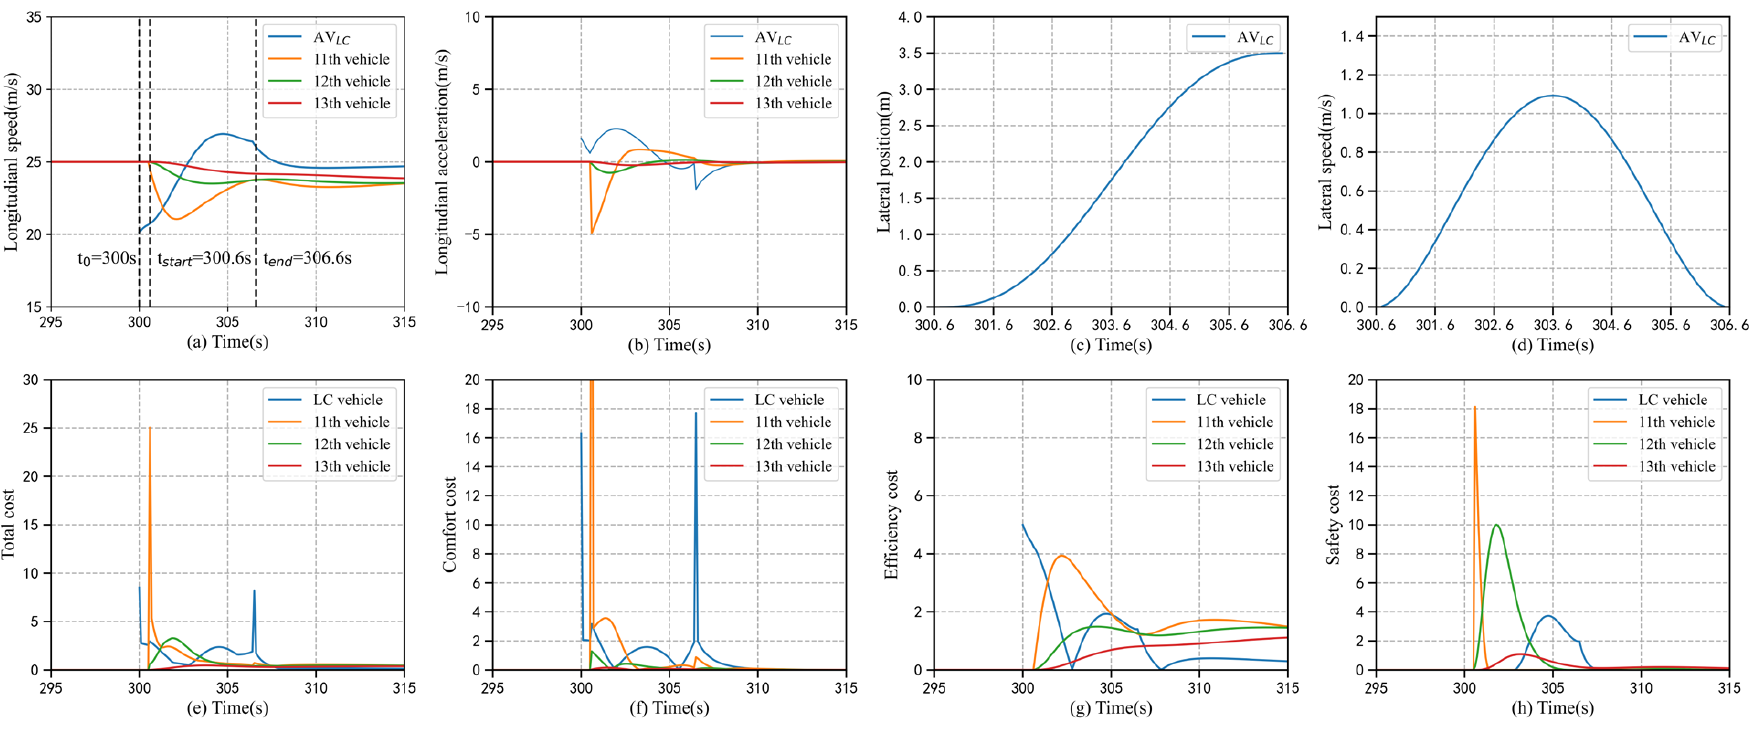 Longitudian speed(m/s)
35
30
25
20
15
AV_LC
11th vehicle
12th vehicle
13th vehicle
t_0=300s
t_start=300.6s
t_end=306.6s
295 300 305 310 315
(a) Time(s)
Longitudian acceleration(m/s)
10
5
0
−5
−10
AV_LC
11th vehicle
12th vehicle
13th vehicle
295 300 305 310 315
(b) Time(s)
Lateral position(m)
4.0
3.5
3.0
2.5
2.0
1.5
1.0
0.5
0.0
AV_LC
300.6 301.6 302.6 303.6 304.6 305.6 306.6
(c) Time(s)
Lateral speed(m/s)
1.4
1.2
1.0
0.8
0.6
0.4
0.2
0.0
AV_LC
300.6 301.6 302.6 303.6 304.6 305.6 306.6
(d) Time(s)
Total cost
30
25
20
15
10
5
0
LC vehicle
11th vehicle
12th vehicle
13th vehicle
295 300 305 310 315
(e) Time(s)
Comfort cost
20
18
16
14
12
10
8
6
4
2
0
LC vehicle
11th vehicle
12th vehicle
13th vehicle
295 300 305 310 315
(f) Time(s)
Efficiency cost
10
8
6
4
2
0
LC vehicle
11th vehicle
12th vehicle
13th vehicle
295 300 305 310 315
(g) Time(s)
Safety cost
20
18
16
14
12
10
8
6
4
2
0
LC vehicle
11th vehicle
12th vehicle
13th vehicle
295 300 305 310 315
(h) Time(s)